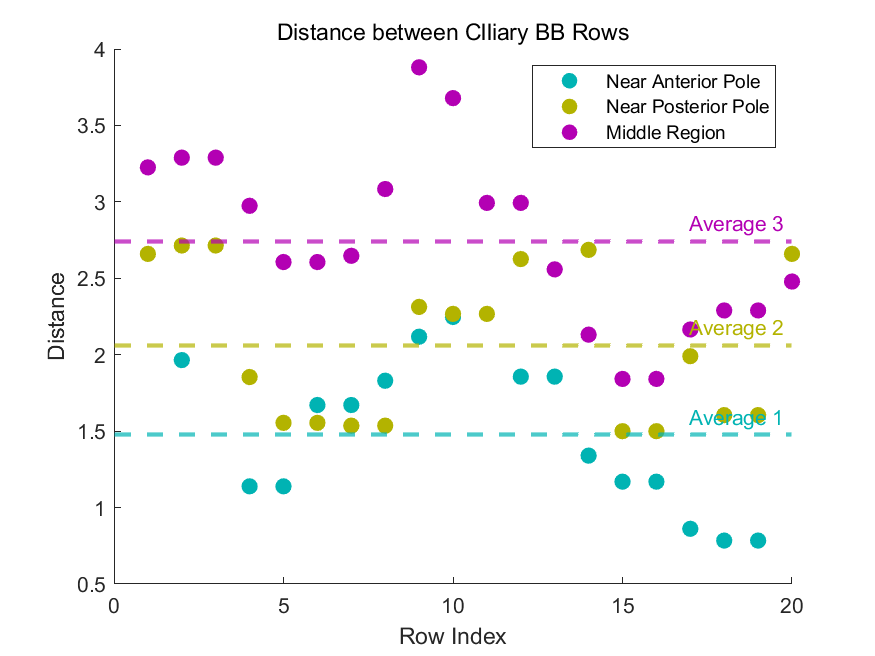 Distance between CIliary BB Rows
4
3.5
3
2.5
2
1.5
1
0.5
0
5
10
15
20
Distance
Row Index
Near Anterior Pole
Near Posterior Pole
Middle Region
Average 3
Average 2
Average 1